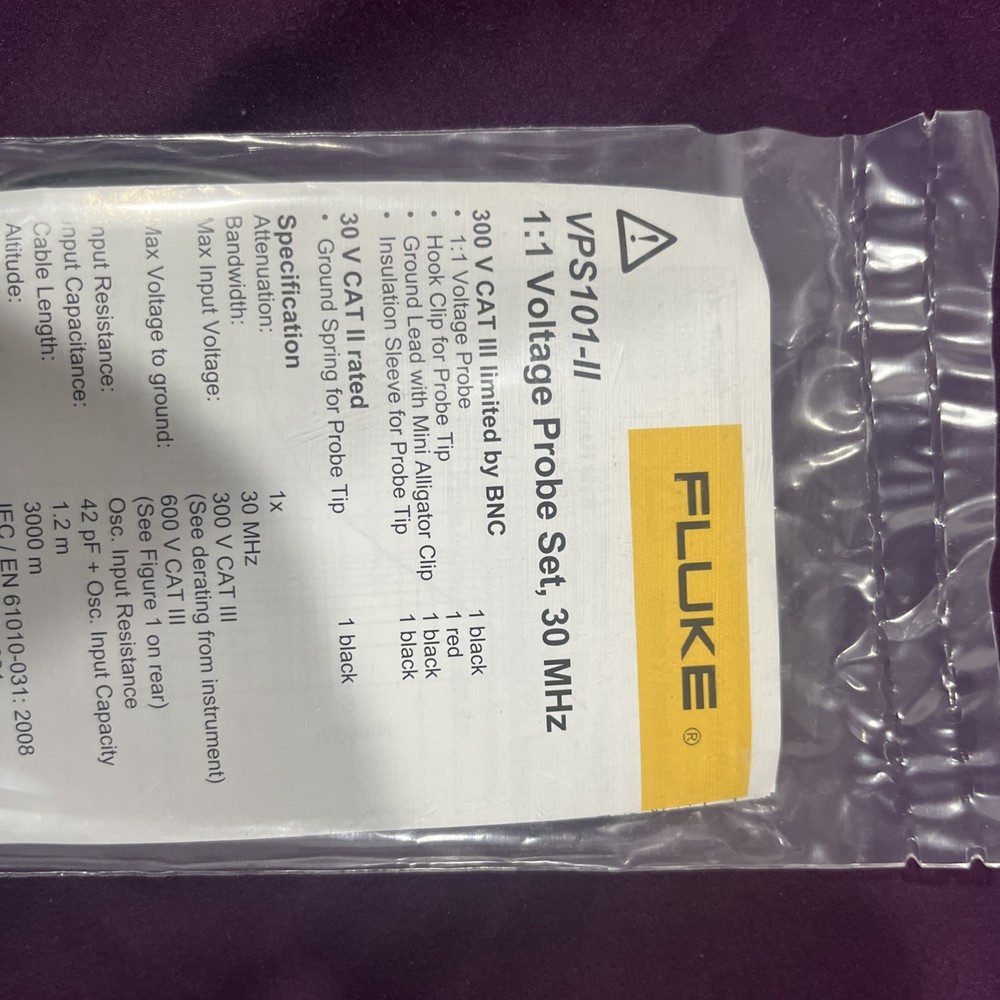 FLUKE ®
VPS101-II
1:1 Voltage Probe Set, 30 MHz
300 V CAT III limited by BNC
• 1:1 Voltage Probe 1 black
• Hook Clip for Probe Tip 1 red
• Ground Lead with Mini Alligator Clip 1 black
• Insulation Sleeve for Probe Tip 1 black
30 V CAT II rated
• Ground Spring for Probe Tip 1 black
Specification
Attenuation: 1x
Bandwidth: 30 MHz
Max Input Voltage: 300 V CAT III
(See derating from instrument)
Max Voltage to ground: 600 V CAT III
(See Figure 1 on rear)
Input Resistance: Osc. Input Resistance
Input Capacitance: 42 pF + Osc. Input Capacity
Cable Length: 1.2 m
Altitude: 3000 m
IEC / EN 61010-031: 2008